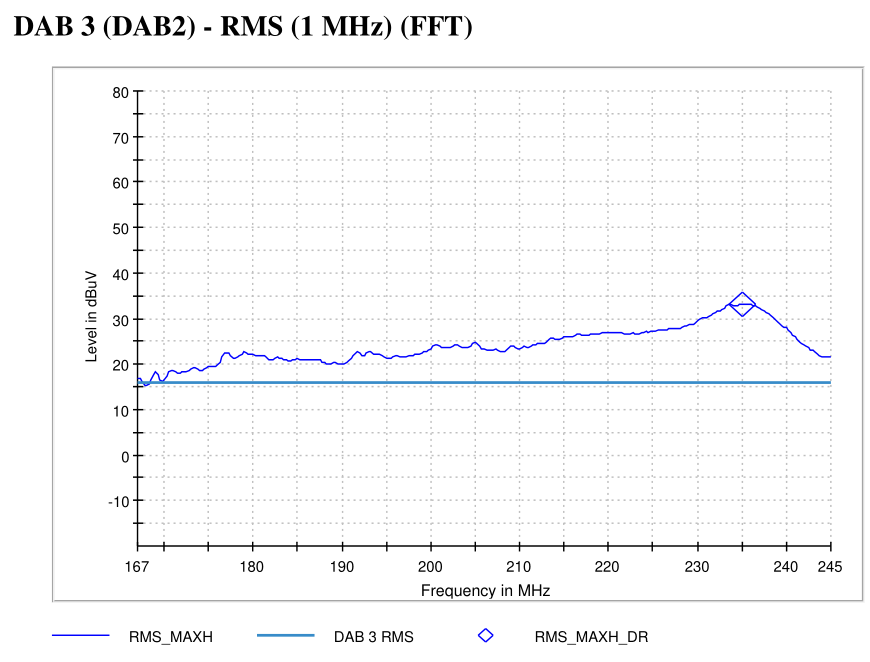 DAB 3 (DAB2) - RMS (1 MHz) (FFT)
80
70
60
50
40
30
20
10
0
-10
Level in dBuV
167 180 190 200 210 220 230 240 245
Frequency in MHz
RMS_MAXH DAB 3 RMS RMS_MAXH_DR